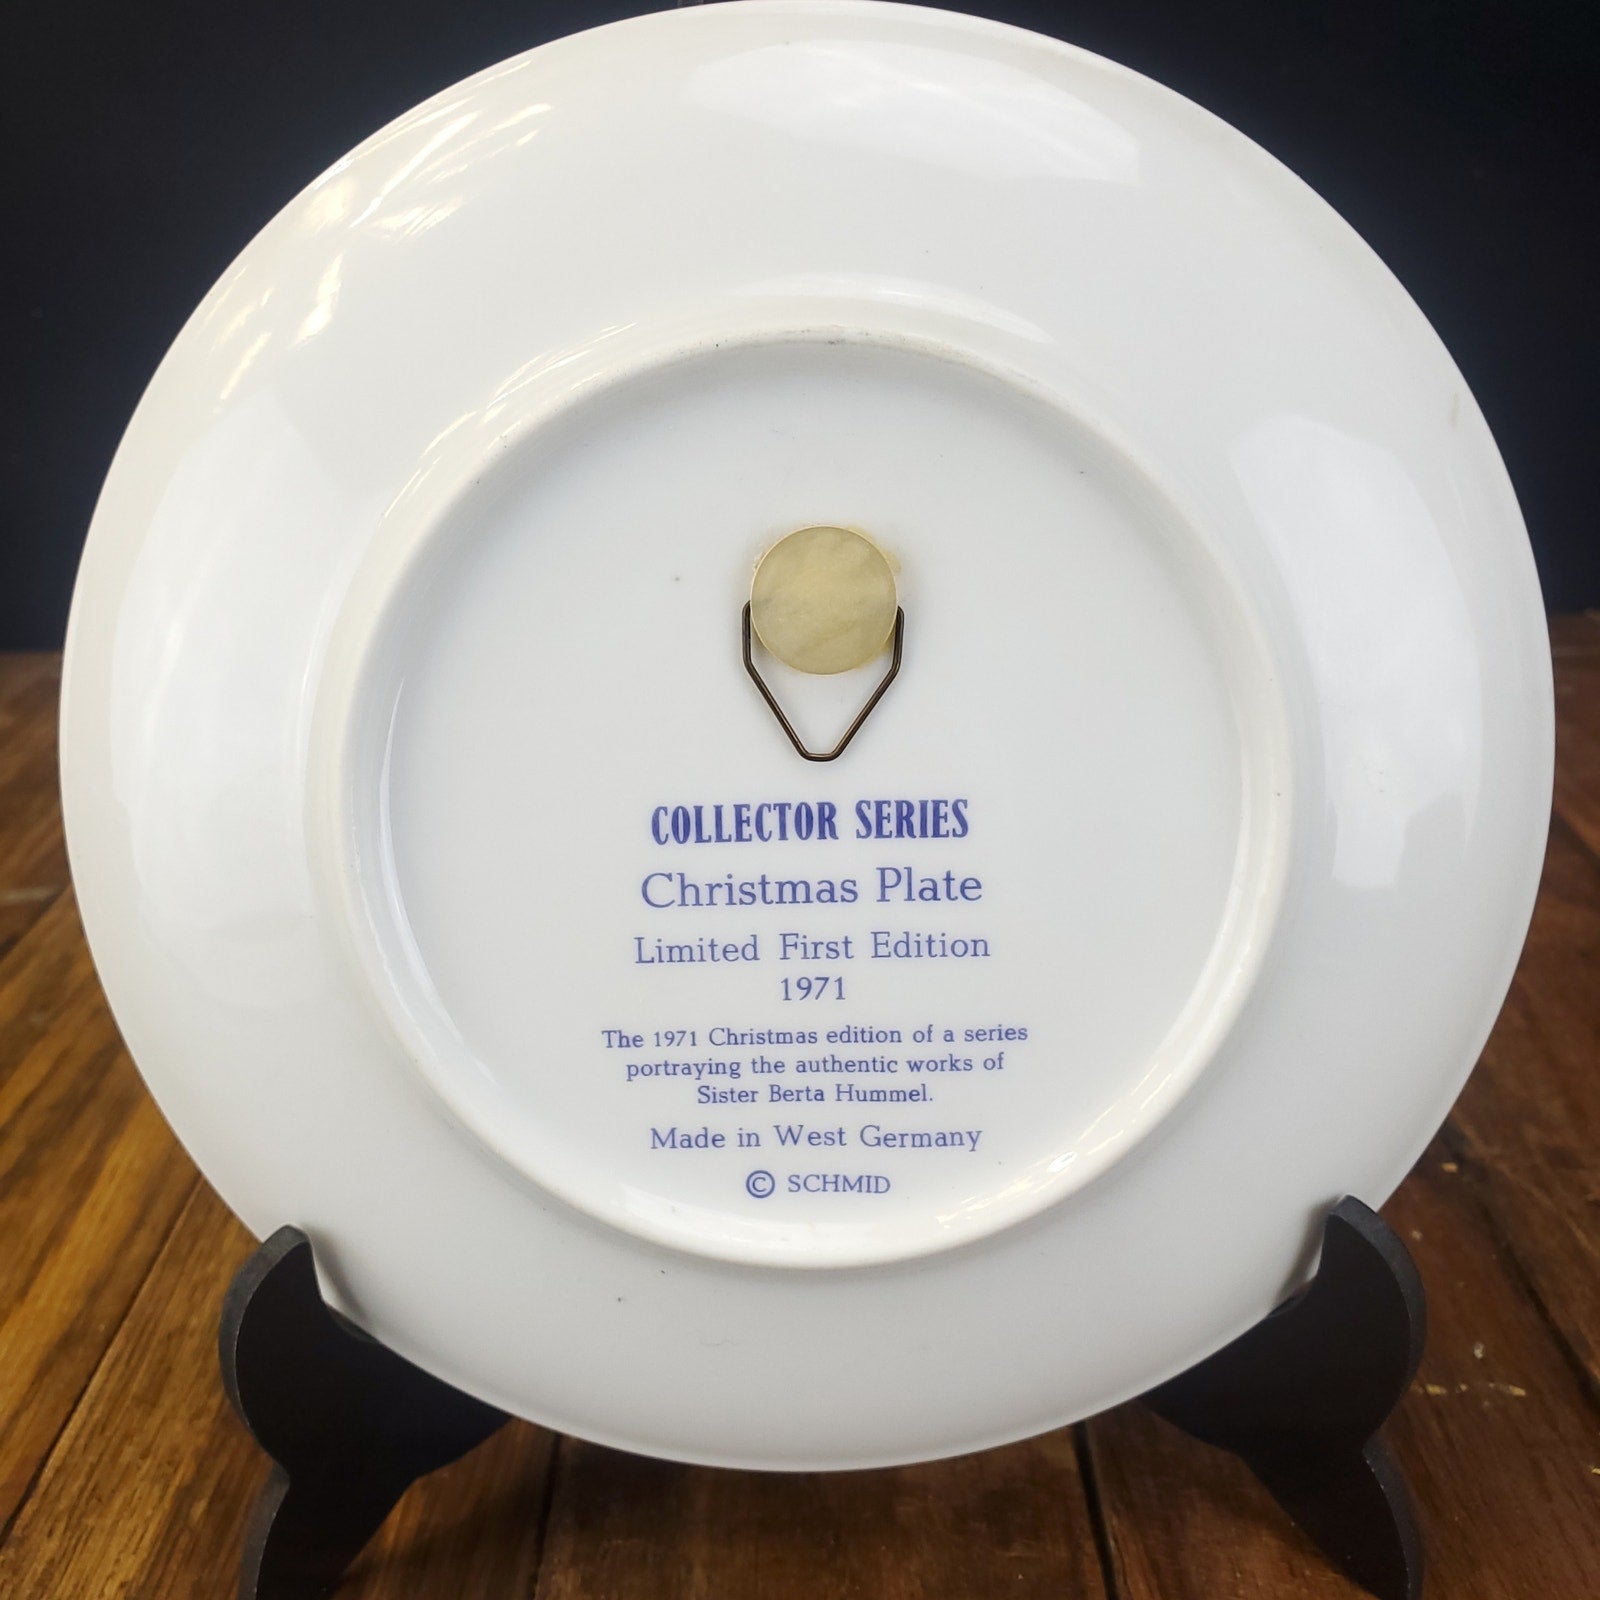 COLLECTOR SERIES
Christmas Plate
Limited First Edition
1971
The 1971 Christmas edition of a series
portraying the authentic works of
Sister Berta Hummel.
Made in West Germany
© SCHMID